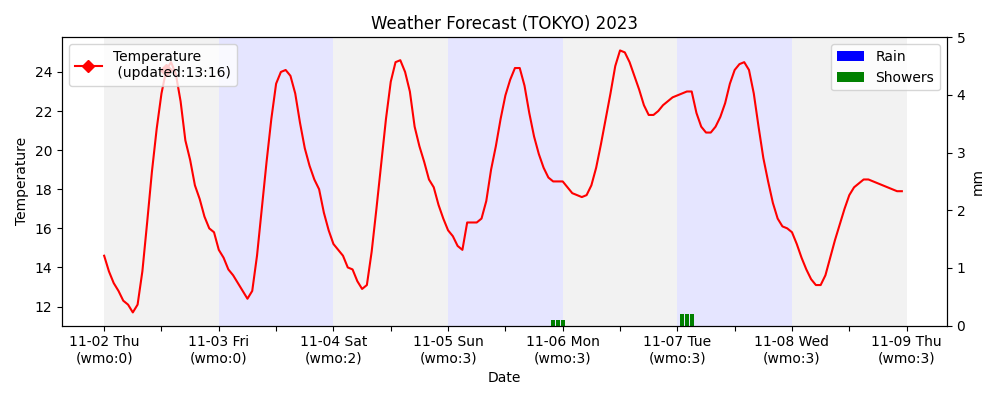 Weather Forecast (TOKYO) 2023
Temperature
(updated:13:16)
Rain
Showers
Temperature
24
22
20
18
16
14
12
5
4
3
2
1
0
mm
11-02 Thu
(wmo:0)
11-03 Fri
(wmo:0)
11-04 Sat
(wmo:2)
11-05 Sun
(wmo:3)
11-06 Mon
(wmo:3)
11-07 Tue
(wmo:3)
11-08 Wed
(wmo:3)
11-09 Thu
(wmo:3)
Date